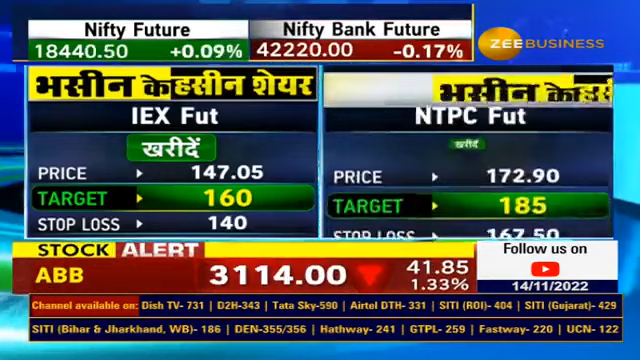 Nifty Future
18440.50 +0.09%
Nifty Bank Future
42220.00 -0.17%
ZEEBUSINESS
भसीन के हसीन शेयर
IEX Fut
खरीदें
PRICE 147.05
TARGET 160
STOP LOSS 140
भसीन के हसी
NTPC Fut
खरीदें
PRICE 172.90
TARGET 185
STOP LOSS 167.50
STOCK ALERT
ABB 3114.00 41.85
1.33%
Follow us on
14/11/2022
Channel available on: Dish TV- 731 | D2H-343 | Tata Sky-590 | Airtel DTH- 331 | SITI (ROI)- 404 | SITI (Gujarat)- 429
SITI (Bihar & Jharkhand, WB)- 186 | DEN-355/356 | Hathway- 241 | GTPL- 259 | Fastway- 220 | UCN- 122